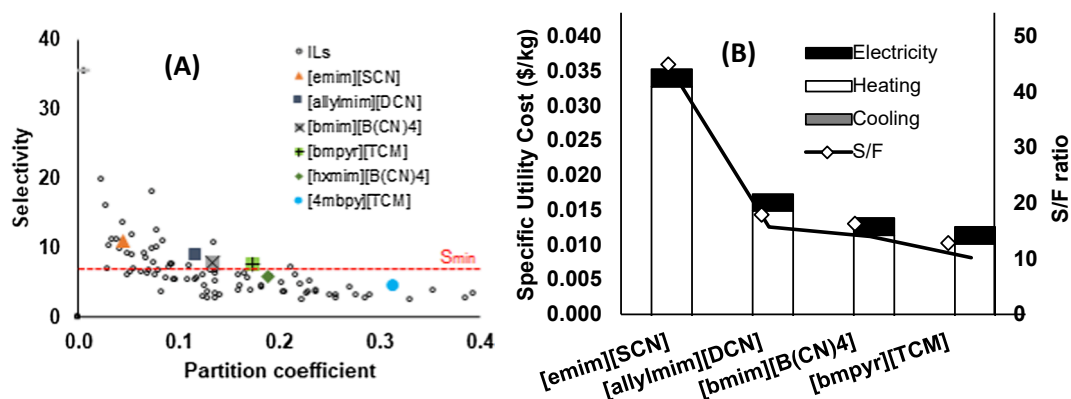 40
30
20
10
0
Selectivity
(A)
ILs
[emim][SCN]
[allylmim][DCN]
[bmim][B(CN)4]
[bmpyr][TCM]
[hxmim][B(CN)4]
[4mbpy][TCM]
Smin
0.0 0.1 0.2 0.3 0.4
Partition coefficient
Specific Utility Cost ($/kg)
0.040
0.035
0.030
0.025
0.020
0.015
0.010
0.005
0.000
(B)
Electricity
Heating
Cooling
S/F
50
40
30
20
10
0
S/F ratio
[emim][SCN]
[allylmim][DCN]
[bmim][B(CN)4]
[bmpyr][TCM]